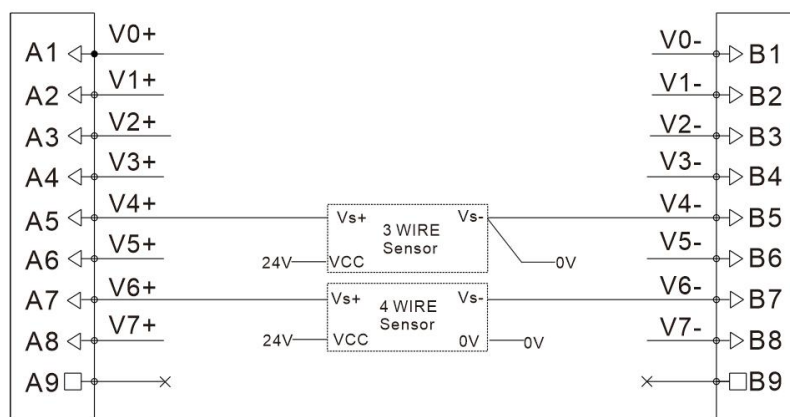 A1 V0+ V0- B1
A2 V1+ V1- B2
A3 V2+ V2- B3
A4 V3+ V3- B4
A5 V4+ Vs+ 3 WIRE Vs- V4- B5
Sensor
A6 V5+ 24V VCC 0V V5- B6
A7 V6+ Vs+ 4 WIRE Vs- V6- B7
Sensor
A8 V7+ 24V VCC 0V 0V V7- B8
A9 B9